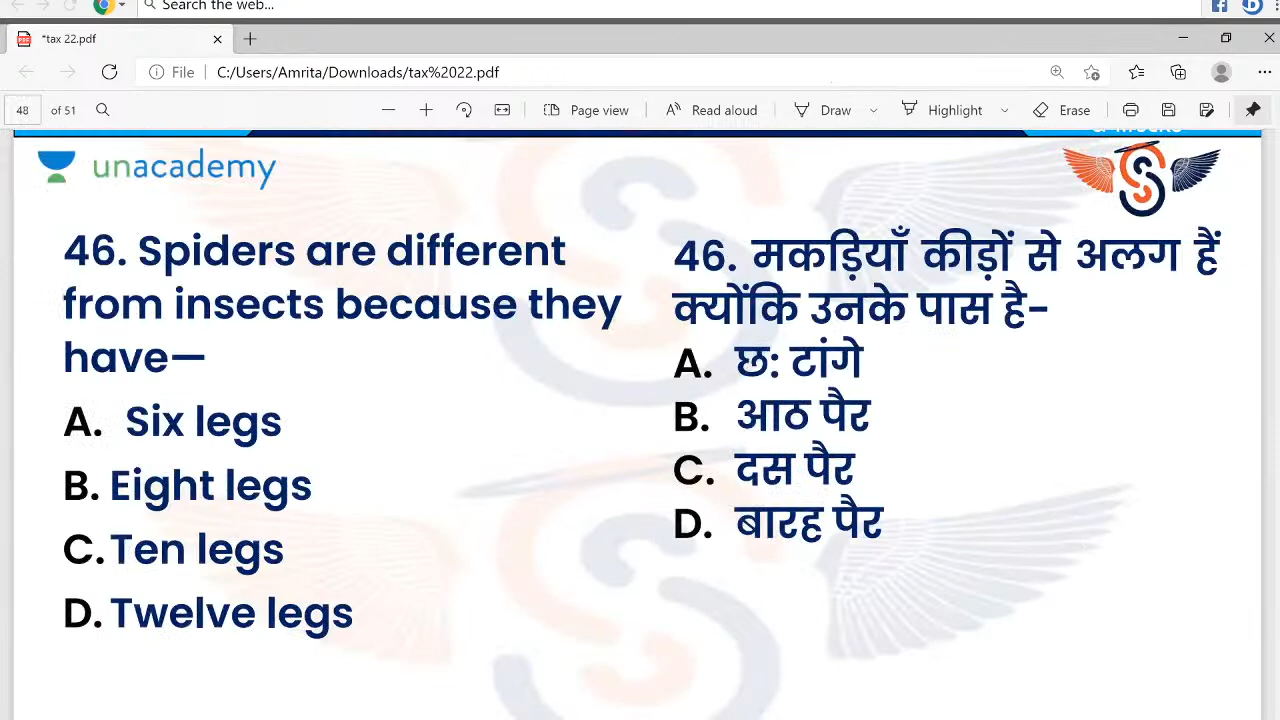 Search the web...
*tax 22.pdf
File C:/Users/Amrita/Downloads/tax%2022.pdf
48 of 51 Page view Read aloud Draw Highlight Erase
unacademy
46. Spiders are different
from insects because they
have—
A. Six legs
B. Eight legs
C. Ten legs
D. Twelve legs
46. मकड़ियाँ कीड़ों से अलग हैं
क्योंकि उनके पास है-
A. छ: टांगे
B. आठ पैर
C. दस पैर
D. बारह पैर